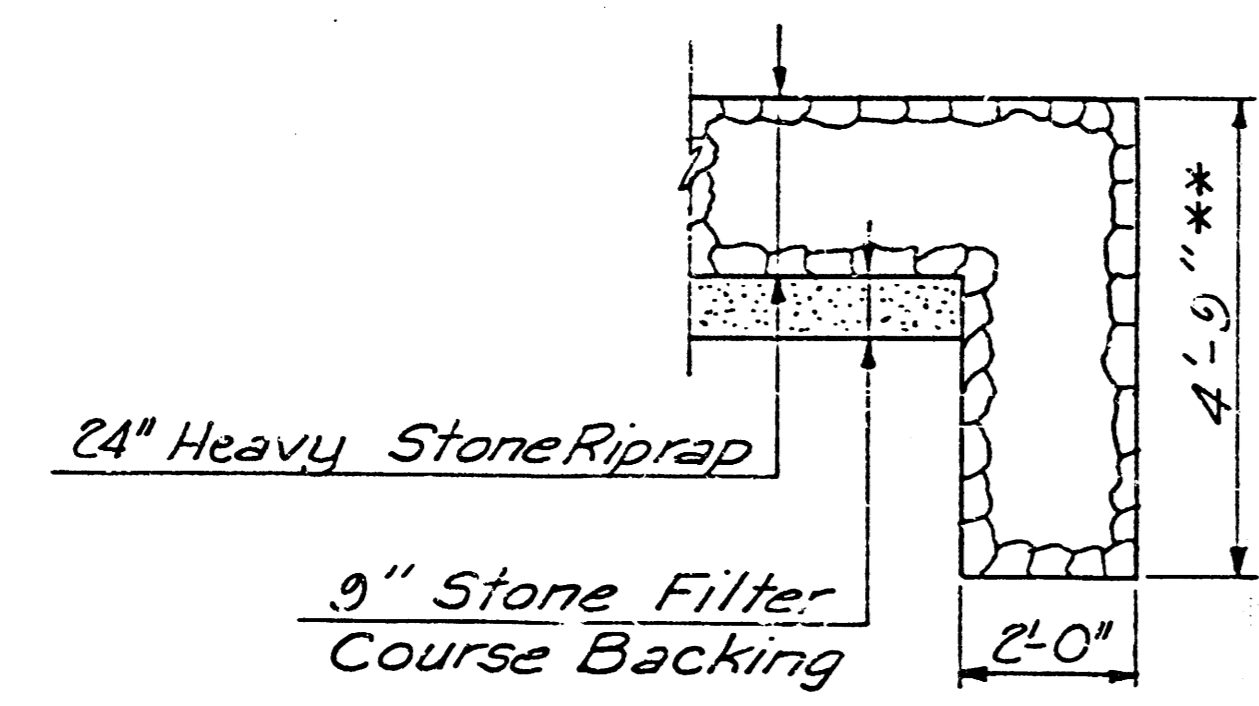 4'-9"**
24" Heavy Stone Riprap
9" Stone Filter
Course Backing
2'-0"